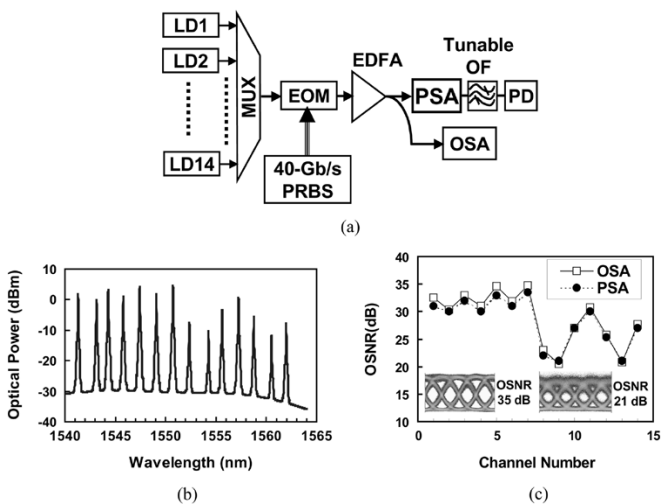 LD1
LD2
LD14
MUX
EOM
40-Gb/s
PRBS
EDFA
PSA
Tunable
OF
PD
OSA
(a)
Optical Power (dBm)
10
0
-10
-20
-30
-40
1540 1545 1550 1555 1560 1565
Wavelength (nm)
(b)
OSNR(dB)
40
35
30
25
20
15
10
OSA
PSA
OSNR
35 dB
OSNR
21 dB
0 5 10 15
Channel Number
(c)